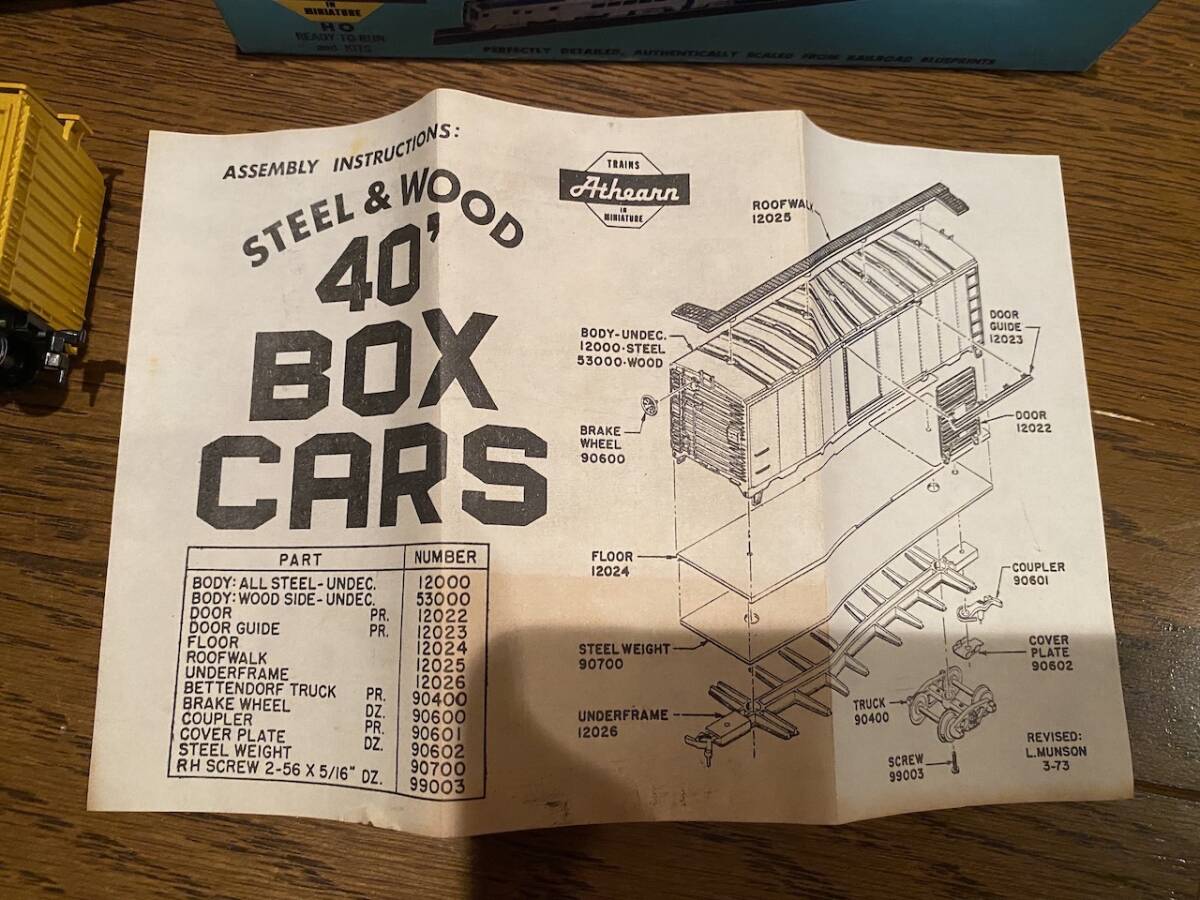 IN
MINIATURE
HO
READY TO RUN
and KITS
PERFECTLY DETAILED, AUTHENTICALLY SCALED FROM RAILROAD BLUEPRINTS
ASSEMBLY INSTRUCTIONS:
STEEL & WOOD
40'
BOX
CARS
TRAINS
Athearn
IN
MINIATURE
ROOFWALK
12025
BODY-UNDEC.
12000-STEEL
53000-WOOD
DOOR
GUIDE
12023
BRAKE
WHEEL
90600
DOOR
12022
FLOOR
12024
COUPLER
90601
STEEL WEIGHT
90700
COVER
PLATE
90602
TRUCK
90400
UNDERFRAME
12026
SCREW
99003
REVISED:
L.MUNSON
3-73
PART NUMBER
BODY: ALL STEEL-UNDEC. 12000
BODY: WOOD SIDE-UNDEC. 53000
DOOR PR. 12022
DOOR GUIDE PR. 12023
FLOOR 12024
ROOFWALK 12025
UNDERFRAME 12026
BETTENDORF TRUCK PR. 90400
BRAKE WHEEL DZ. 90600
COUPLER PR. 90601
COVER PLATE DZ. 90602
STEEL WEIGHT 90700
RH SCREW 2-56 X 5/16" DZ. 99003